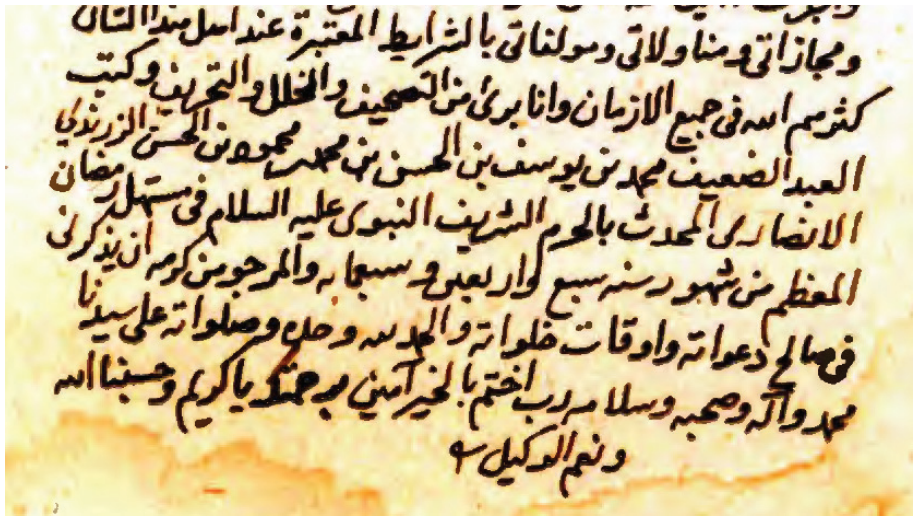 ومجازاتي ومناولاتي ومولفاتي بالشرايط المعتبرة عند اهل هذا الشان
كثرهم الله في جميع الازمان وانا برئ من التصحيف والخلل والتحريف وكتب
العبد الضعيف محمد بن يوسف بن الحسن بن محمد بن محمود بن الحسن الزرندي
الانصاري المحدث بالحرم الشريف النبوي عليه السلام في مستهل رمضان
المعظم من شهور سنه سبع واربعين وسبعمايه والمرجو من كرمه ان يذكرني
في صالح دعواته واوقات خلواته والحمد لله وحده وصلواته على سيدنا
محمد واله وصحبه وسلامه رب اختم بالخير آمين برحمتك يا كريم وحسبنا الله
ونعم الوكيل